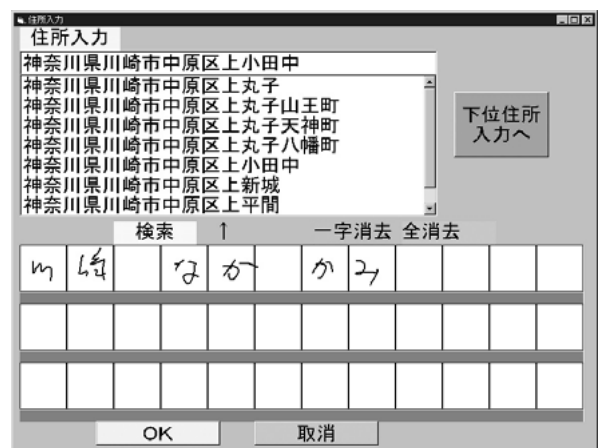 住所入力
住所入力
神奈川県川崎市中原区上小田中
神奈川県川崎市中原区上丸子
神奈川県川崎市中原区上丸子山王町
神奈川県川崎市中原区上丸子天神町
神奈川県川崎市中原区上丸子八幡町
神奈川県川崎市中原区上小田中
神奈川県川崎市中原区上新城
神奈川県川崎市中原区上平間
下位住所
入力へ
検索 ↑ 一字消去 全消去
川崎 なか かみ
OK 取消